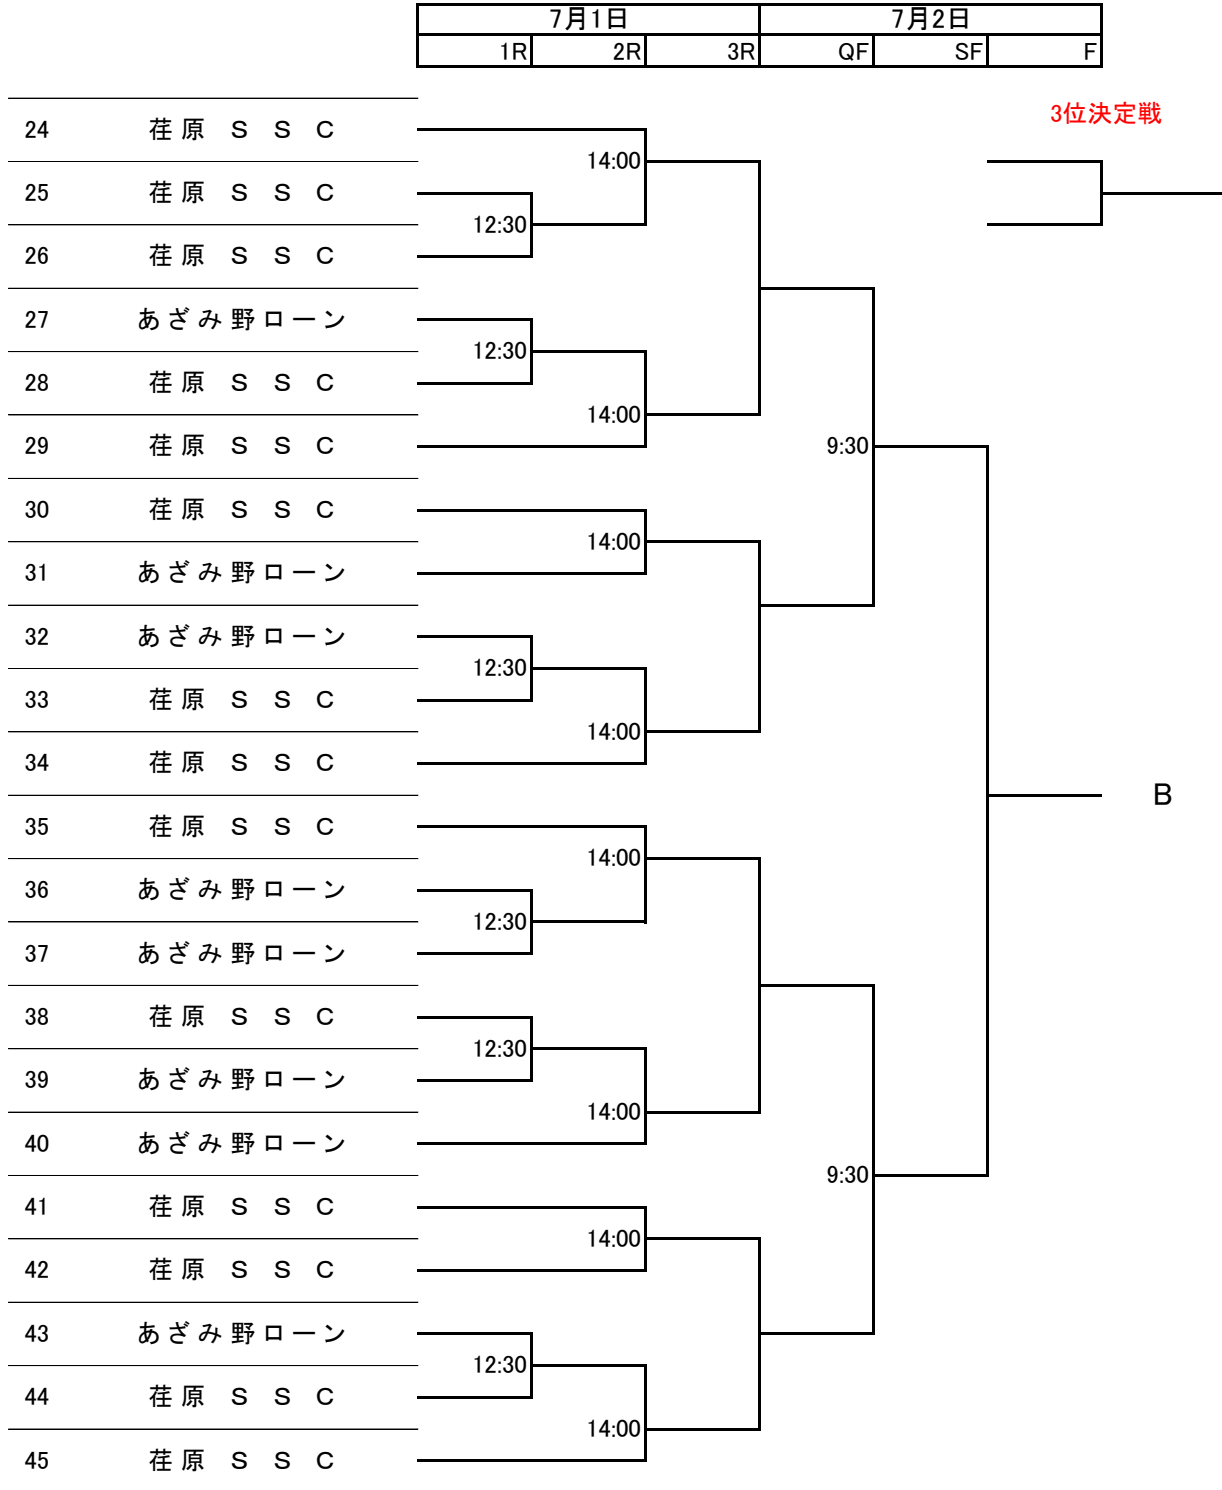 7月1日 7月2日
1R 2R 3R QF SF F
3位決定戦
24 荏原 S S C
14:00
25 荏原 S S C
12:30
26 荏原 S S C
27 あざみ野ローン
12:30
28 荏原 S S C
14:00
29 荏原 S S C 9:30
30 荏原 S S C
14:00
31 あざみ野ローン
32 あざみ野ローン
12:30
33 荏原 S S C
14:00
34 荏原 S S C
B
35 荏原 S S C
14:00
36 あざみ野ローン
12:30
37 あざみ野ローン
38 荏原 S S C
12:30
39 あざみ野ローン
14:00
40 あざみ野ローン
9:30
41 荏原 S S C
14:00
42 荏原 S S C
43 あざみ野ローン
12:30
44 荏原 S S C
14:00
45 荏原 S S C